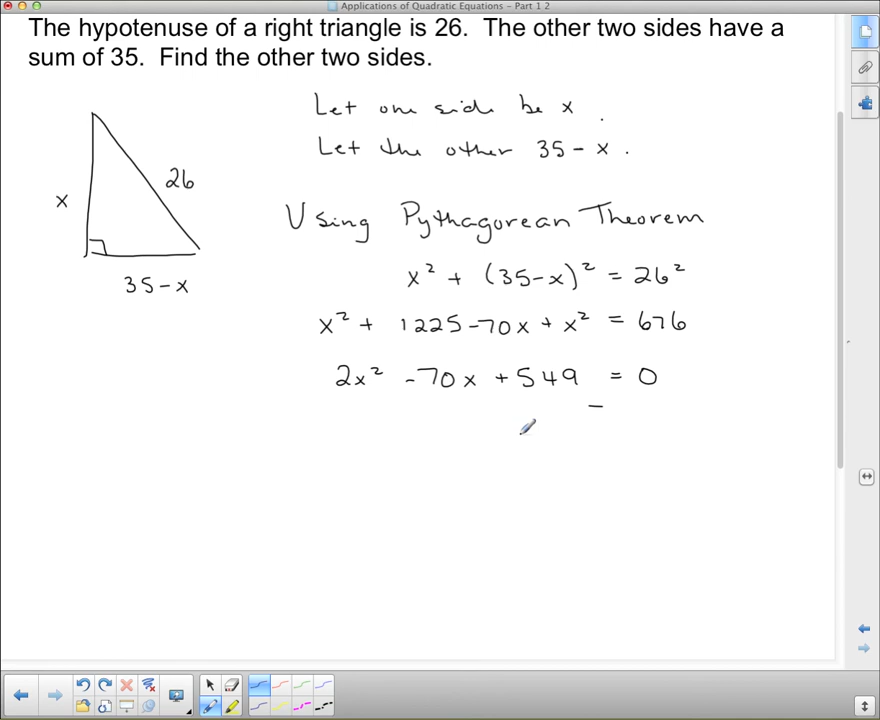 Applications of Quadratic Equations - Part 1 2
The hypotenuse of a right triangle is 26. The other two sides have a
sum of 35. Find the other two sides.
Let one side be x.
Let the other 35 - x.
x
26
35 - x
Using Pythagorean Theorem
x² + (35-x)² = 26²
x² + 1225 - 70x + x² = 676
2x² - 70x + 549 = 0